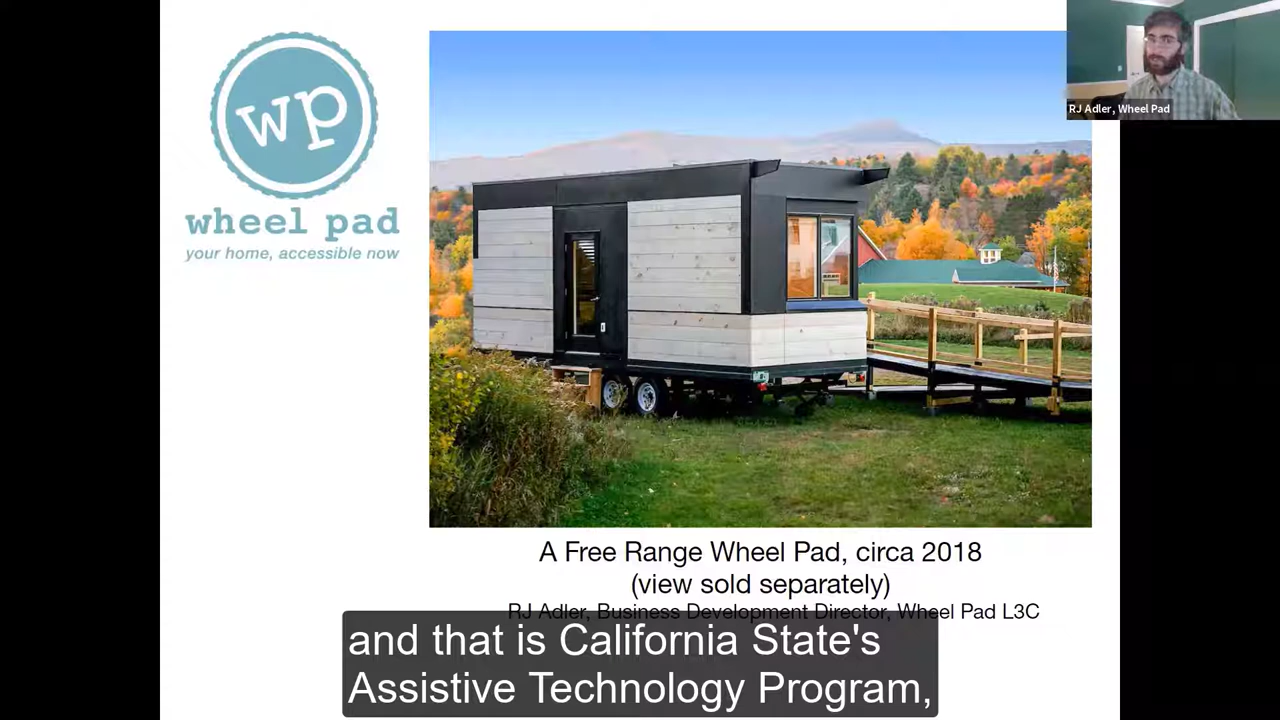 wp
wheel pad
your home, accessible now
RJ Adler, Wheel Pad
A Free Range Wheel Pad, circa 2018
(view sold separately)
RJ Adler, Business Development Director, Wheel Pad L3C
and that is California State's
Assistive Technology Program,